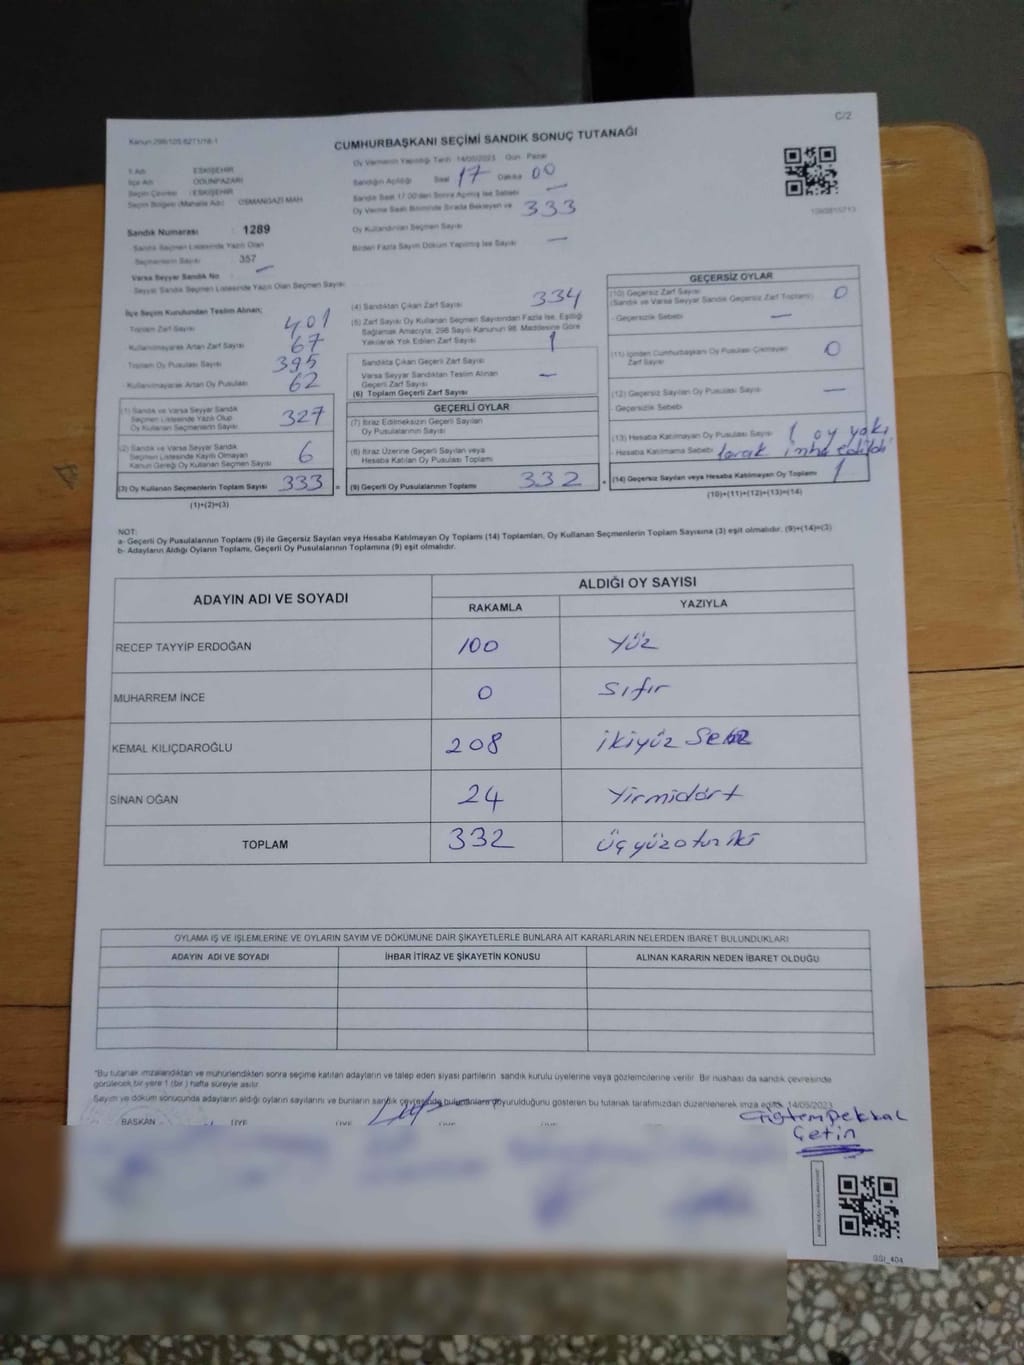 C/2
Kanun:298/105.6271/18-1
CUMHURBAŞKANI SEÇİMİ SANDIK SONUÇ TUTANAĞI
Oy Vermenin Yapıldığı Tarih 14/05/2023 Gün Pazar
İl Adı ESKİŞEHİR
İlçe Adı ODUNPAZARI
Seçim Çevresi : ESKİŞEHİR
Seçim Bölgesi (Mahalle Adı) OSMANGAZİ MAH
Sandık Numarası : 1289
Sandık Seçmen Listesinde Yazılı Olan
Seçmenlerin Sayısı 357
Varsa Seyyar Sandık No
Seyyar Sandık Seçmen Listesinde Yazılı Olan Seçmen Sayısı
Sandığın Açıldığı Saat 17 Dakika 00
Sandık Saat 17.00'den Sonra Açılmış İse Sebebi —
Oy Verme Saati Bitiminde Sırada Bekleyen ve 333
Oy Kullandırılan Seçmen Sayısı
Birden Fazla Sayım Döküm Yapılmış İse Sayısı —
İlçe Seçim Kurulundan Teslim Alınan;
Toplam Zarf Sayısı 401
Kullanılmayarak Artan Zarf Sayısı 67
Toplam Oy Pusulası Sayısı 395
Kullanılmayarak Artan Oy Pusulası 62
(1) Sandık ve Varsa Seyyar Sandık
Seçmen Listesinde Yazılı Olup
Oy Kullanan Seçmenlerin Sayısı 327
(2) Sandık ve Varsa Seyyar Sandık
Seçmen Listesinde Kayıtlı Olmayan
Kanun Gereği Oy Kullanan Seçmen Sayısı 6
(3) Oy Kullanan Seçmenlerin Toplam Sayısı 333 =
(1)+(2)=(3)
(4) Sandıktan Çıkan Zarf Sayısı 334
(5) Zarf Sayısı Oy Kullanan Seçmen Sayısından Fazla İse, Eşitliği
Sağlamak Amacıyla; 298 Sayılı Kanunun 98. Maddesine Göre
Yakılarak Yok Edilen Zarf Sayısı 1
Sandıkta Çıkan Geçerli Zarf Sayısı
Varsa Seyyar Sandıktan Teslim Alınan —
Geçerli Zarf Sayısı
(6) Toplam Geçerli Zarf Sayısı
GEÇERLİ OYLAR
(7) İtiraz Edilmeksizin Geçerli Sayılan
Oy Pusulalarının Sayısı
(8) İtiraz Üzerine Geçerli Sayılan veya
Hesaba Katılan Oy Pusulası Toplamı
(9) Geçerli Oy Pusulalarının Toplamı 332 +
GEÇERSİZ OYLAR
(10) Geçersiz Zarf Sayısı
(Sandık ve Varsa Seyyar Sandık Geçersiz Zarf Toplamı) 0
- Geçersizlik Sebebi —
(11) İçinden Cumhurbaşkanı Oy Pusulası Çıkmayan
Zarf Sayısı 0
(12) Geçersiz Sayılan Oy Pusulası Sayısı —
- Geçersizlik Sebebi
(13) Hesaba Katılmayan Oy Pusulası Sayısı 1 oy yakı
- Hesaba Katılmama Sebebi larak imha edildi
(14) Geçersiz Sayılan veya Hesaba Katılmayan Oy Toplamı 1
(10)+(11)+(12)+(13)=(14)
NOT:
a- Geçerli Oy Pusulalarının Toplamı (9) ile Geçersiz Sayılan veya Hesaba Katılmayan Oy Toplamı (14) Toplamları, Oy Kullanan Seçmenlerin Toplam Sayısına (3) eşit olmalıdır. (9)+(14)=(3)
b- Adayların Aldığı Oyların Toplamı, Geçerli Oy Pusulalarının Toplamına (9) eşit olmalıdır.
ADAYIN ADI VE SOYADI
ALDIĞI OY SAYISI
RAKAMLA YAZIYLA
RECEP TAYYİP ERDOĞAN 100 Yüz
MUHARREM İNCE 0 Sıfır
KEMAL KILIÇDAROĞLU 208 ikiyüz
SİNAN OĞAN 24 Yirmidört
TOPLAM 332
OYLAMA İŞ VE İŞLEMLERİNE VE OYLARIN SAYIM VE DÖKÜMÜNE DAİR ŞİKAYETLERLE BUNLARA AİT KARARLARIN NELERDEN İBARET BULUNDUKLARI
ADAYIN ADI VE SOYADI İHBAR İTİRAZ VE ŞİKAYETİN KONUSU ALINAN KARARIN NEDEN İBARET OLDUĞU
*Bu tutanak imzalandıktan ve mühürlendikten sonra seçime katılan adayların ve talep eden siyasi partilerin sandık kurulu üyelerine veya gözlemcilerine verilir. Bir nüshası da sandık çevresinde
görülecek bir yere 1 (bir) hafta süreyle asılır.
Sayım ve döküm sonucunda adayların aldığı oyların sayılarını ve bunların sandık çevresinde bulunanlara duyurulduğunu gösteren bu tutanak tarafımızdan düzenlenerek imza edildi. 14/05/2023
BAŞKAN ÜYE ÜYE ÜYE ÜYE
Çetin